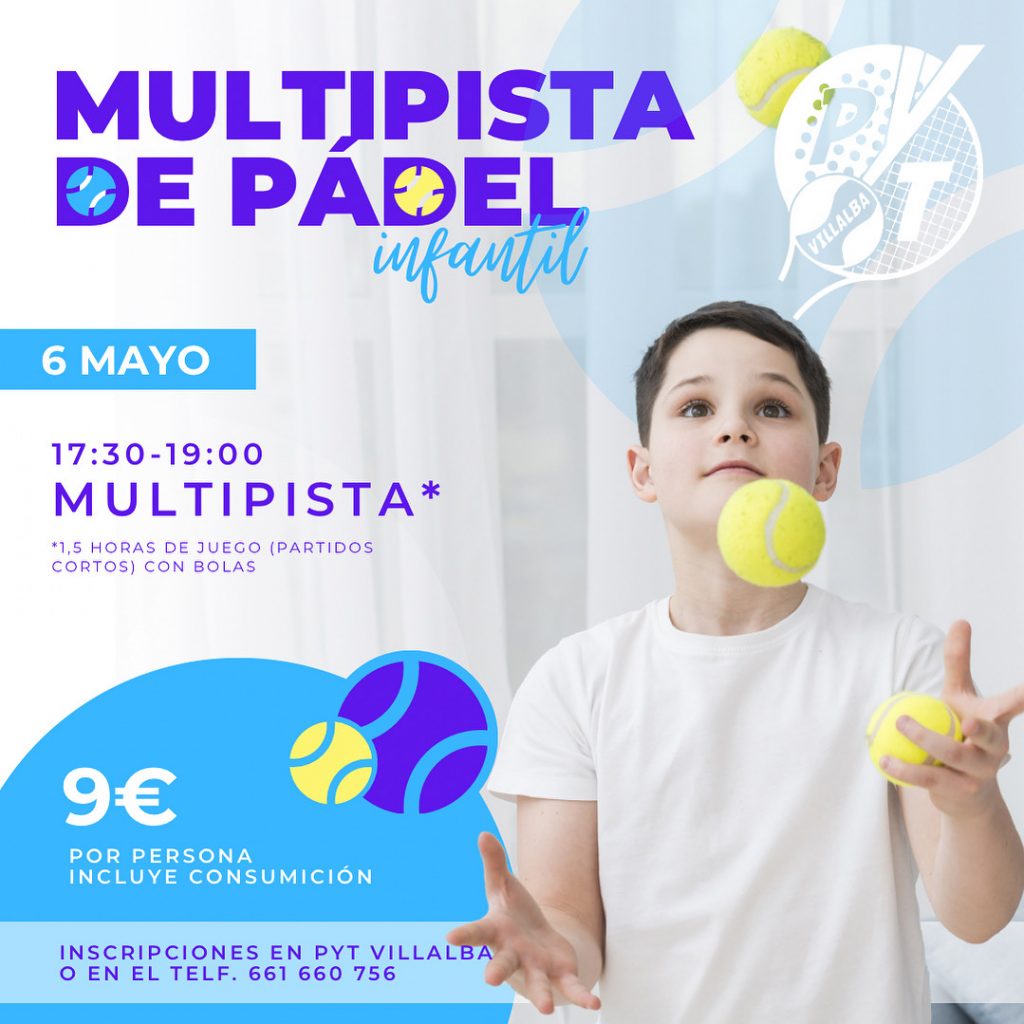 MULTIPISTA
DE PÁDEL
infantil
P V T
VILLALBA
6 MAYO
17:30-19:00
MULTIPISTA*
*1,5 HORAS DE JUEGO (PARTIDOS
CORTOS) CON BOLAS
9€
POR PERSONA
INCLUYE CONSUMICIÓN
INSCRIPCIONES EN PYT VILLALBA
O EN EL TELF. 661 660 756